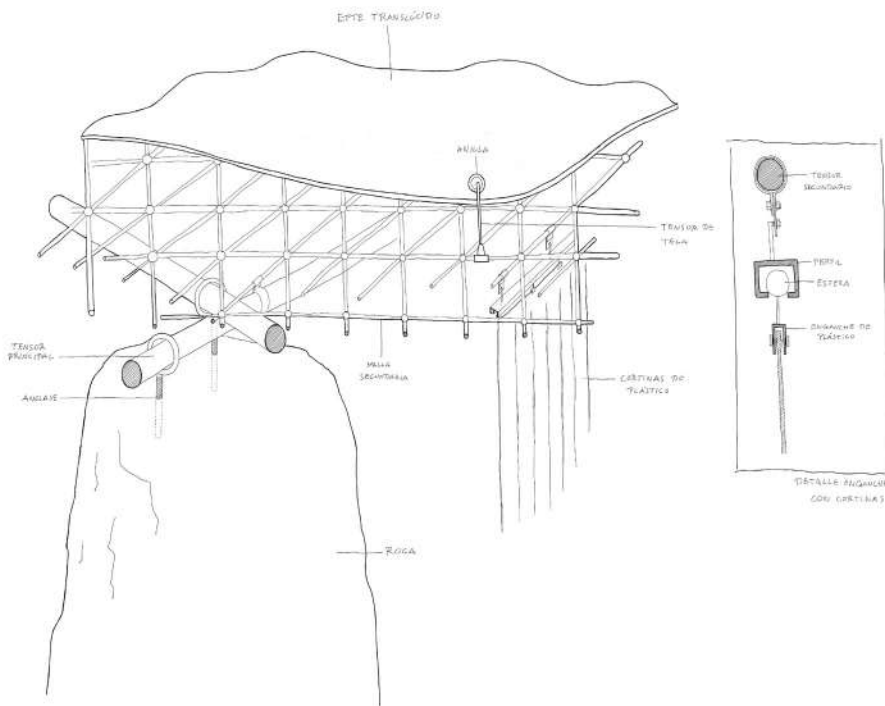 EFTE TRANSLÚCIDO
ANILLA
TENSOR DE
TELA
TENSOR
PRINCIPAL
ANCLAJE
MALLA
SECUNDARIA
CORTINAS DE
PLÁSTICO
ROCA
TENSOR
SECUNDARIO
PERFIL
ESFERA
ENGANCHE DE
PLÁSTICO
DETALLE ENGANCHE
CON CORTINAS